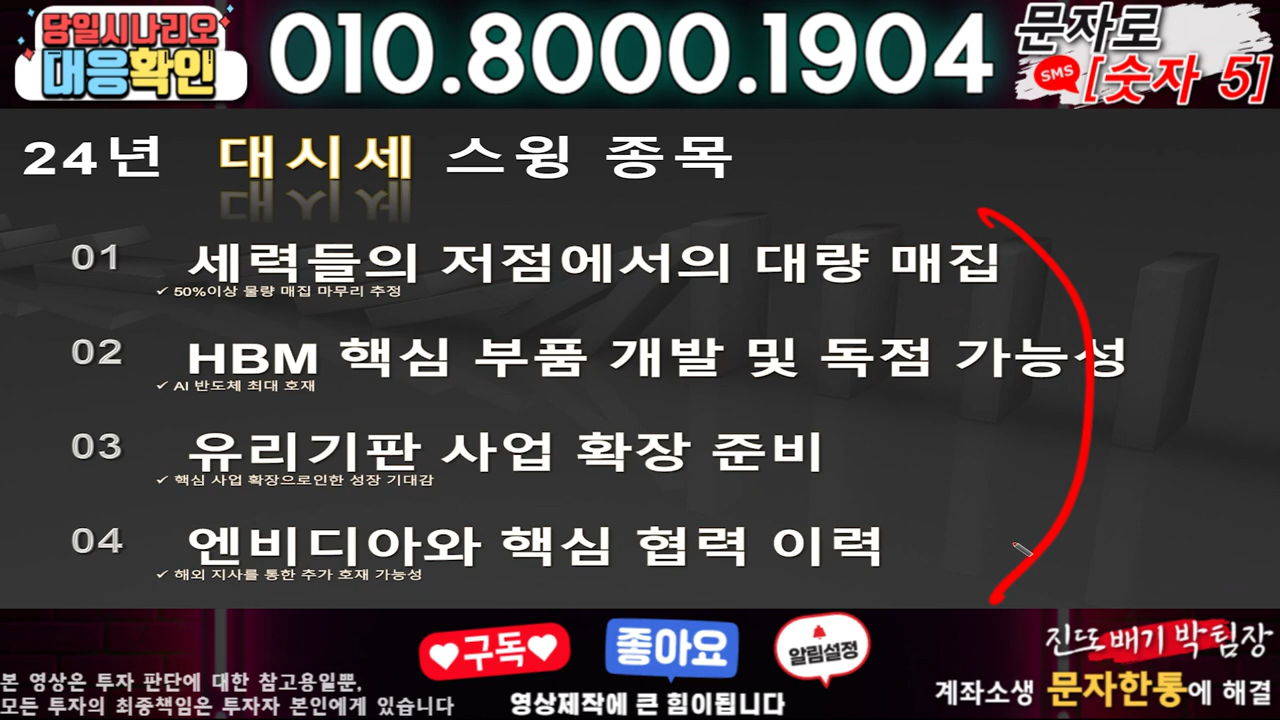 당일시나리오
대응확인
010.8000.1904
문자로
SMS
[숫자 5]
24년 대시세 스윙 종목
01 세력들의 저점에서의 대량 매집
✓ 50%이상 물량 매집 마무리 추정
02 HBM 핵심 부품 개발 및 독점 가능성
✓ AI 반도체 최대 호재
03 유리기판 사업 확장 준비
✓ 핵심 사업 확장으로인한 성장 기대감
04 엔비디아와 핵심 협력 이력
✓ 해외 지사를 통한 추가 호재 가능성
구독
좋아요
알림설정
영상제작에 큰 힘이됩니다
본 영상은 투자 판단에 대한 참고용일뿐,
모든 투자의 최종책임은 투자자 본인에게 있습니다
진또배기 박팀장
계좌소생 문자한통에 해결